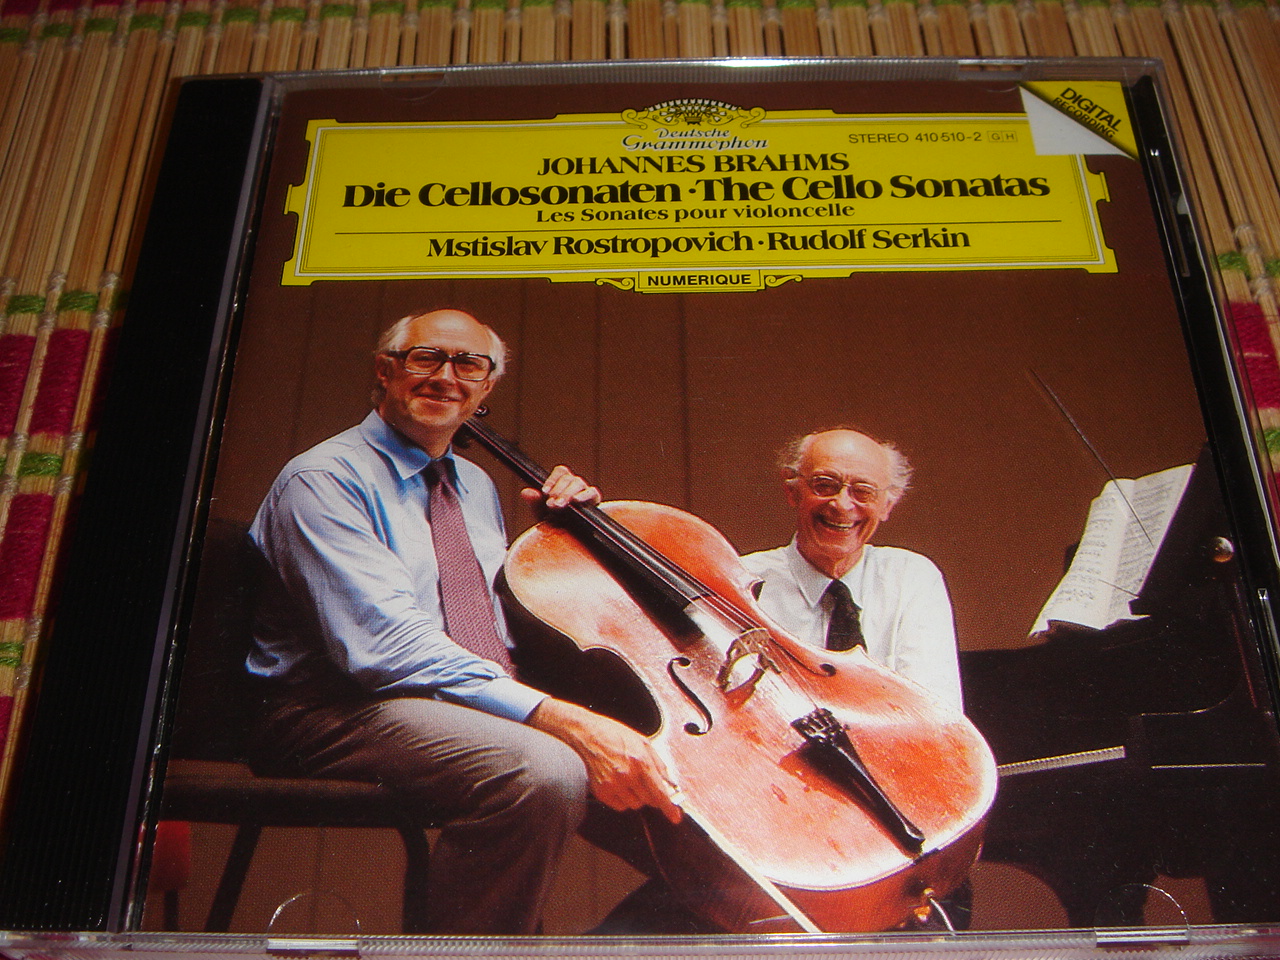 DIGITAL
RECORDING
Deutsche
Grammophon
STEREO 410 510-2 GH
JOHANNES BRAHMS
Die Cellosonaten · The Cello Sonatas
Les Sonates pour violoncelle
Mstislav Rostropovich · Rudolf Serkin
NUMERIQUE